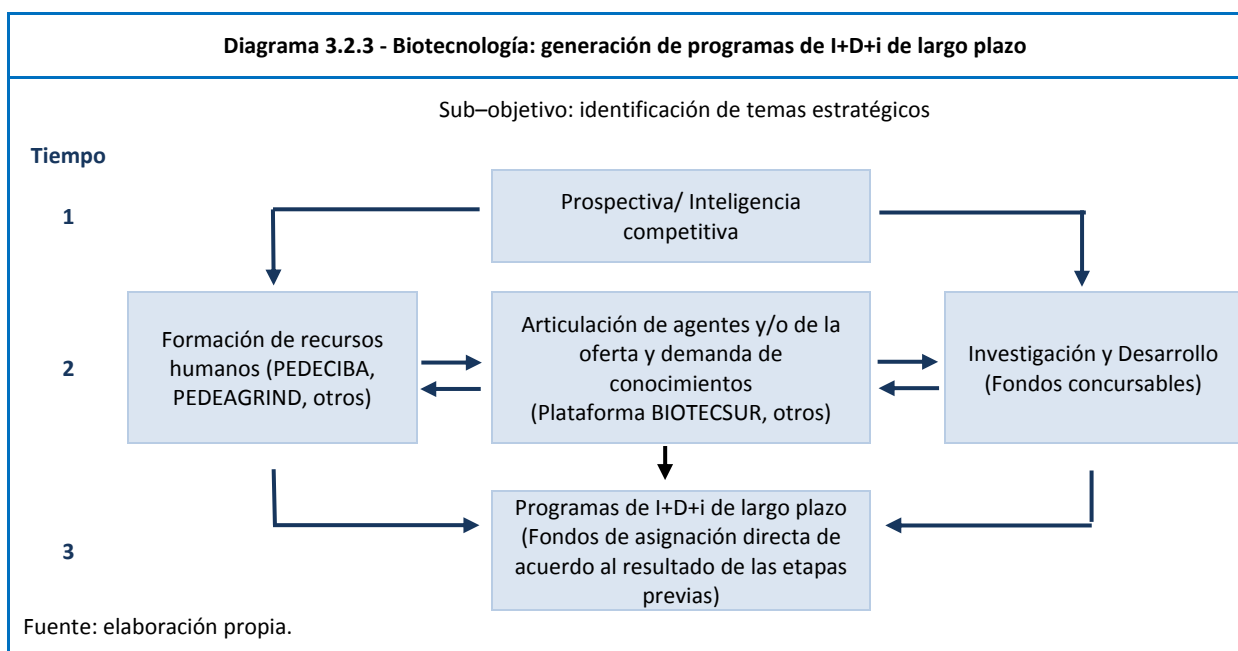 Diagrama 3.2.3 - Biotecnología: generación de programas de I+D+i de largo plazo
Sub–objetivo: identificación de temas estratégicos
Tiempo
1
Prospectiva/ Inteligencia
competitiva
2
Formación de recursos
humanos (PEDECIBA,
PEDEAGRIND, otros)
Articulación de agentes y/o de la
oferta y demanda de
conocimientos
(Plataforma BIOTECSUR, otros)
Investigación y Desarrollo
(Fondos concursables)
3
Programas de I+D+i de largo plazo
(Fondos de asignación directa de
acuerdo al resultado de las etapas
previas)
Fuente: elaboración propia.